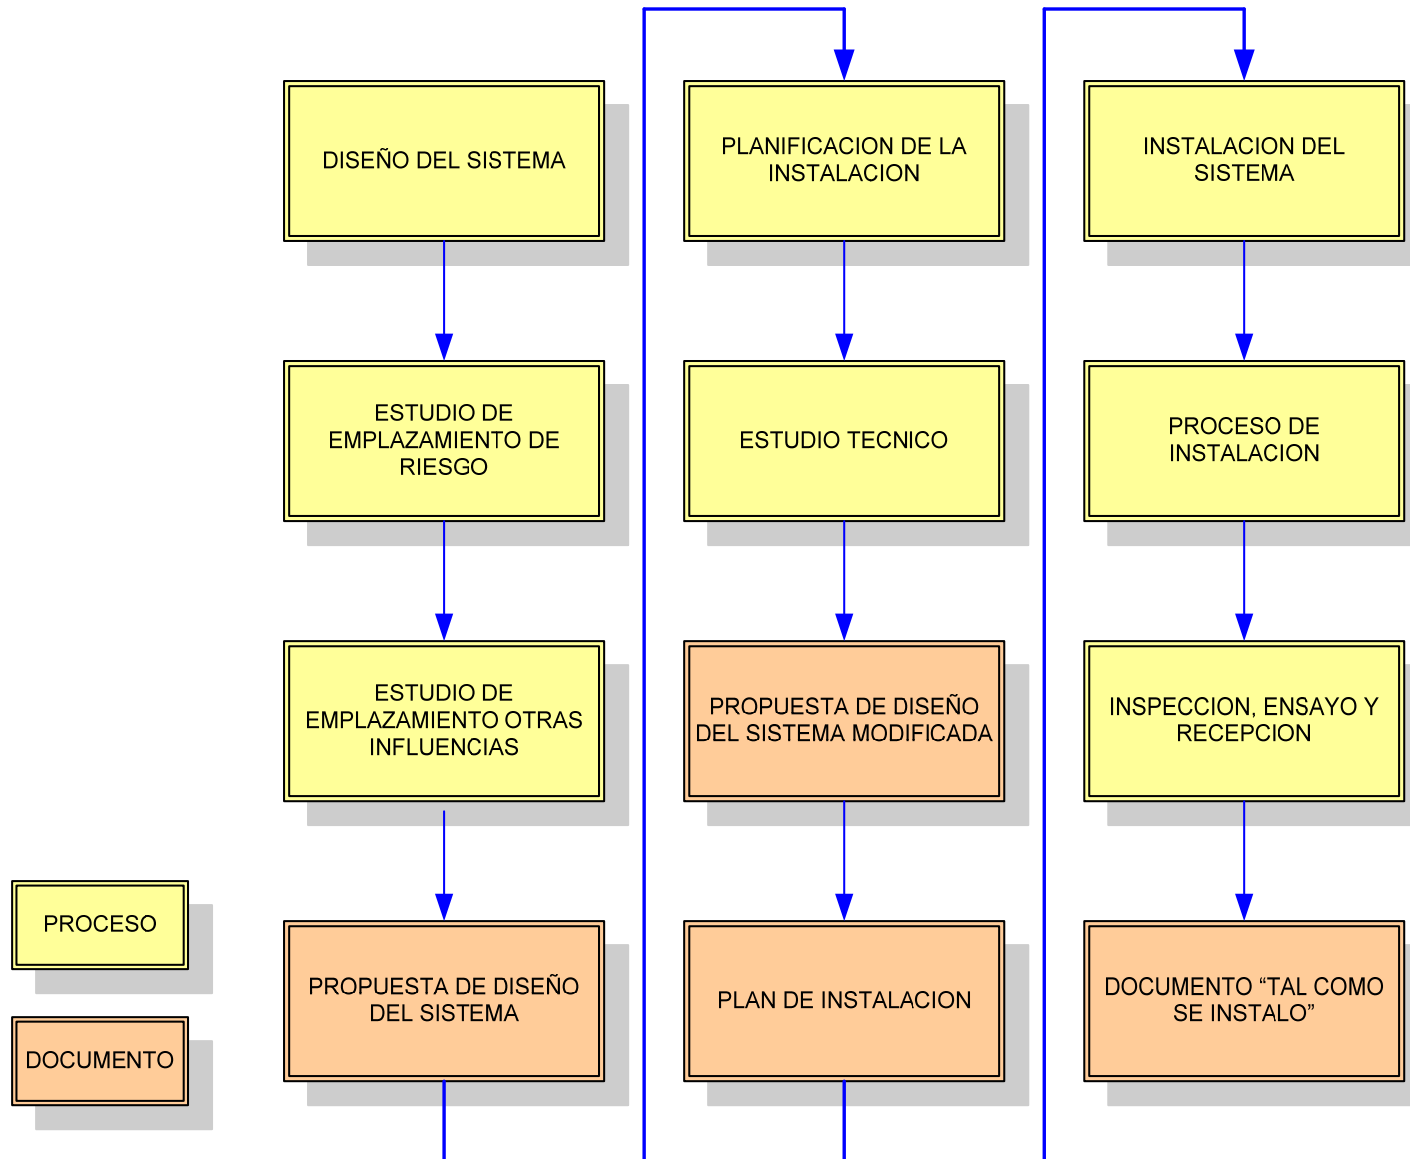 DISEÑO DEL SISTEMA
ESTUDIO DE
EMPLAZAMIENTO DE
RIESGO
ESTUDIO DE
EMPLAZAMIENTO OTRAS
INFLUENCIAS
PROPUESTA DE DISEÑO
DEL SISTEMA
PLANIFICACION DE LA
INSTALACION
ESTUDIO TECNICO
PROPUESTA DE DISEÑO
DEL SISTEMA MODIFICADA
PLAN DE INSTALACION
INSTALACION DEL
SISTEMA
PROCESO DE
INSTALACION
INSPECCION, ENSAYO Y
RECEPCION
DOCUMENTO “TAL COMO
SE INSTALO”
PROCESO
DOCUMENTO